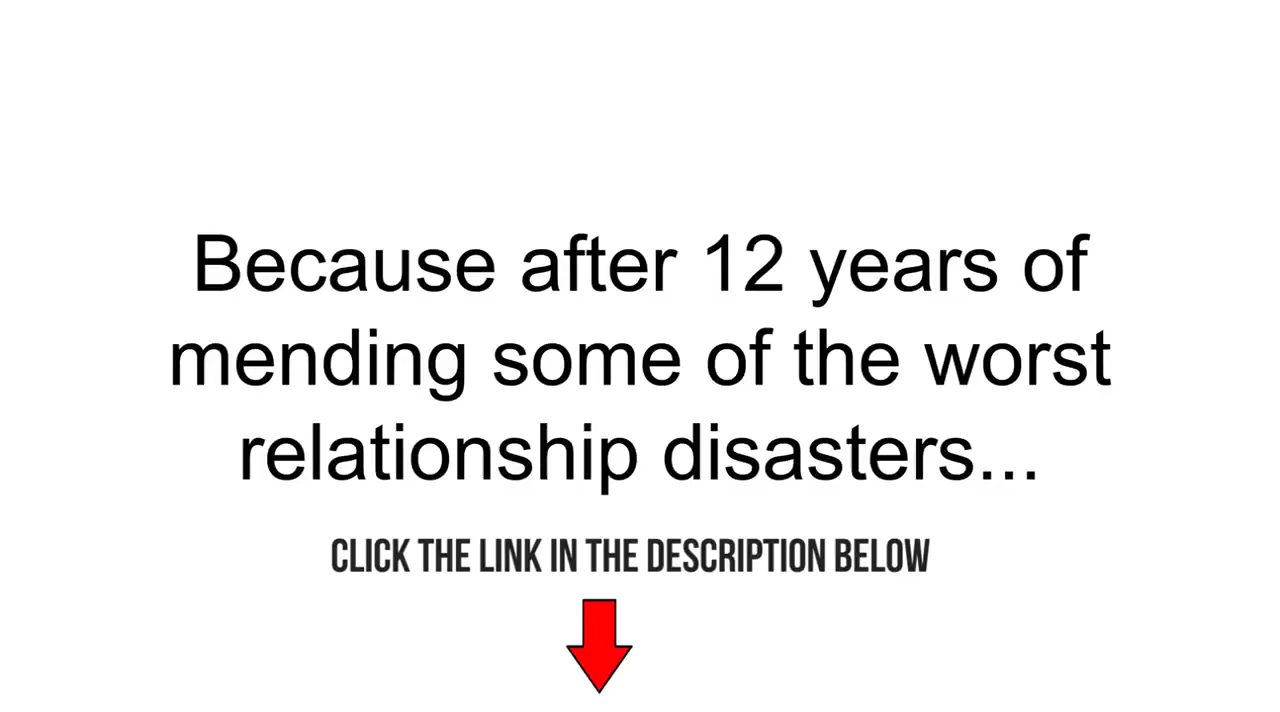 Because after 12 years of
mending some of the worst
relationship disasters...
CLICK THE LINK IN THE DESCRIPTION BELOW